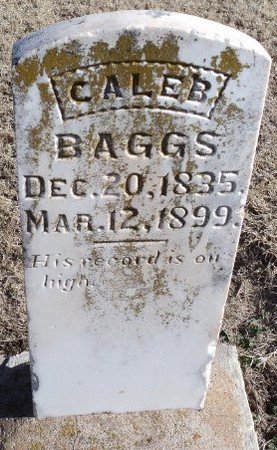 CALEB
BAGGS
DEC. 20, 1835.
MAR. 12, 1899.
His record is on
high.